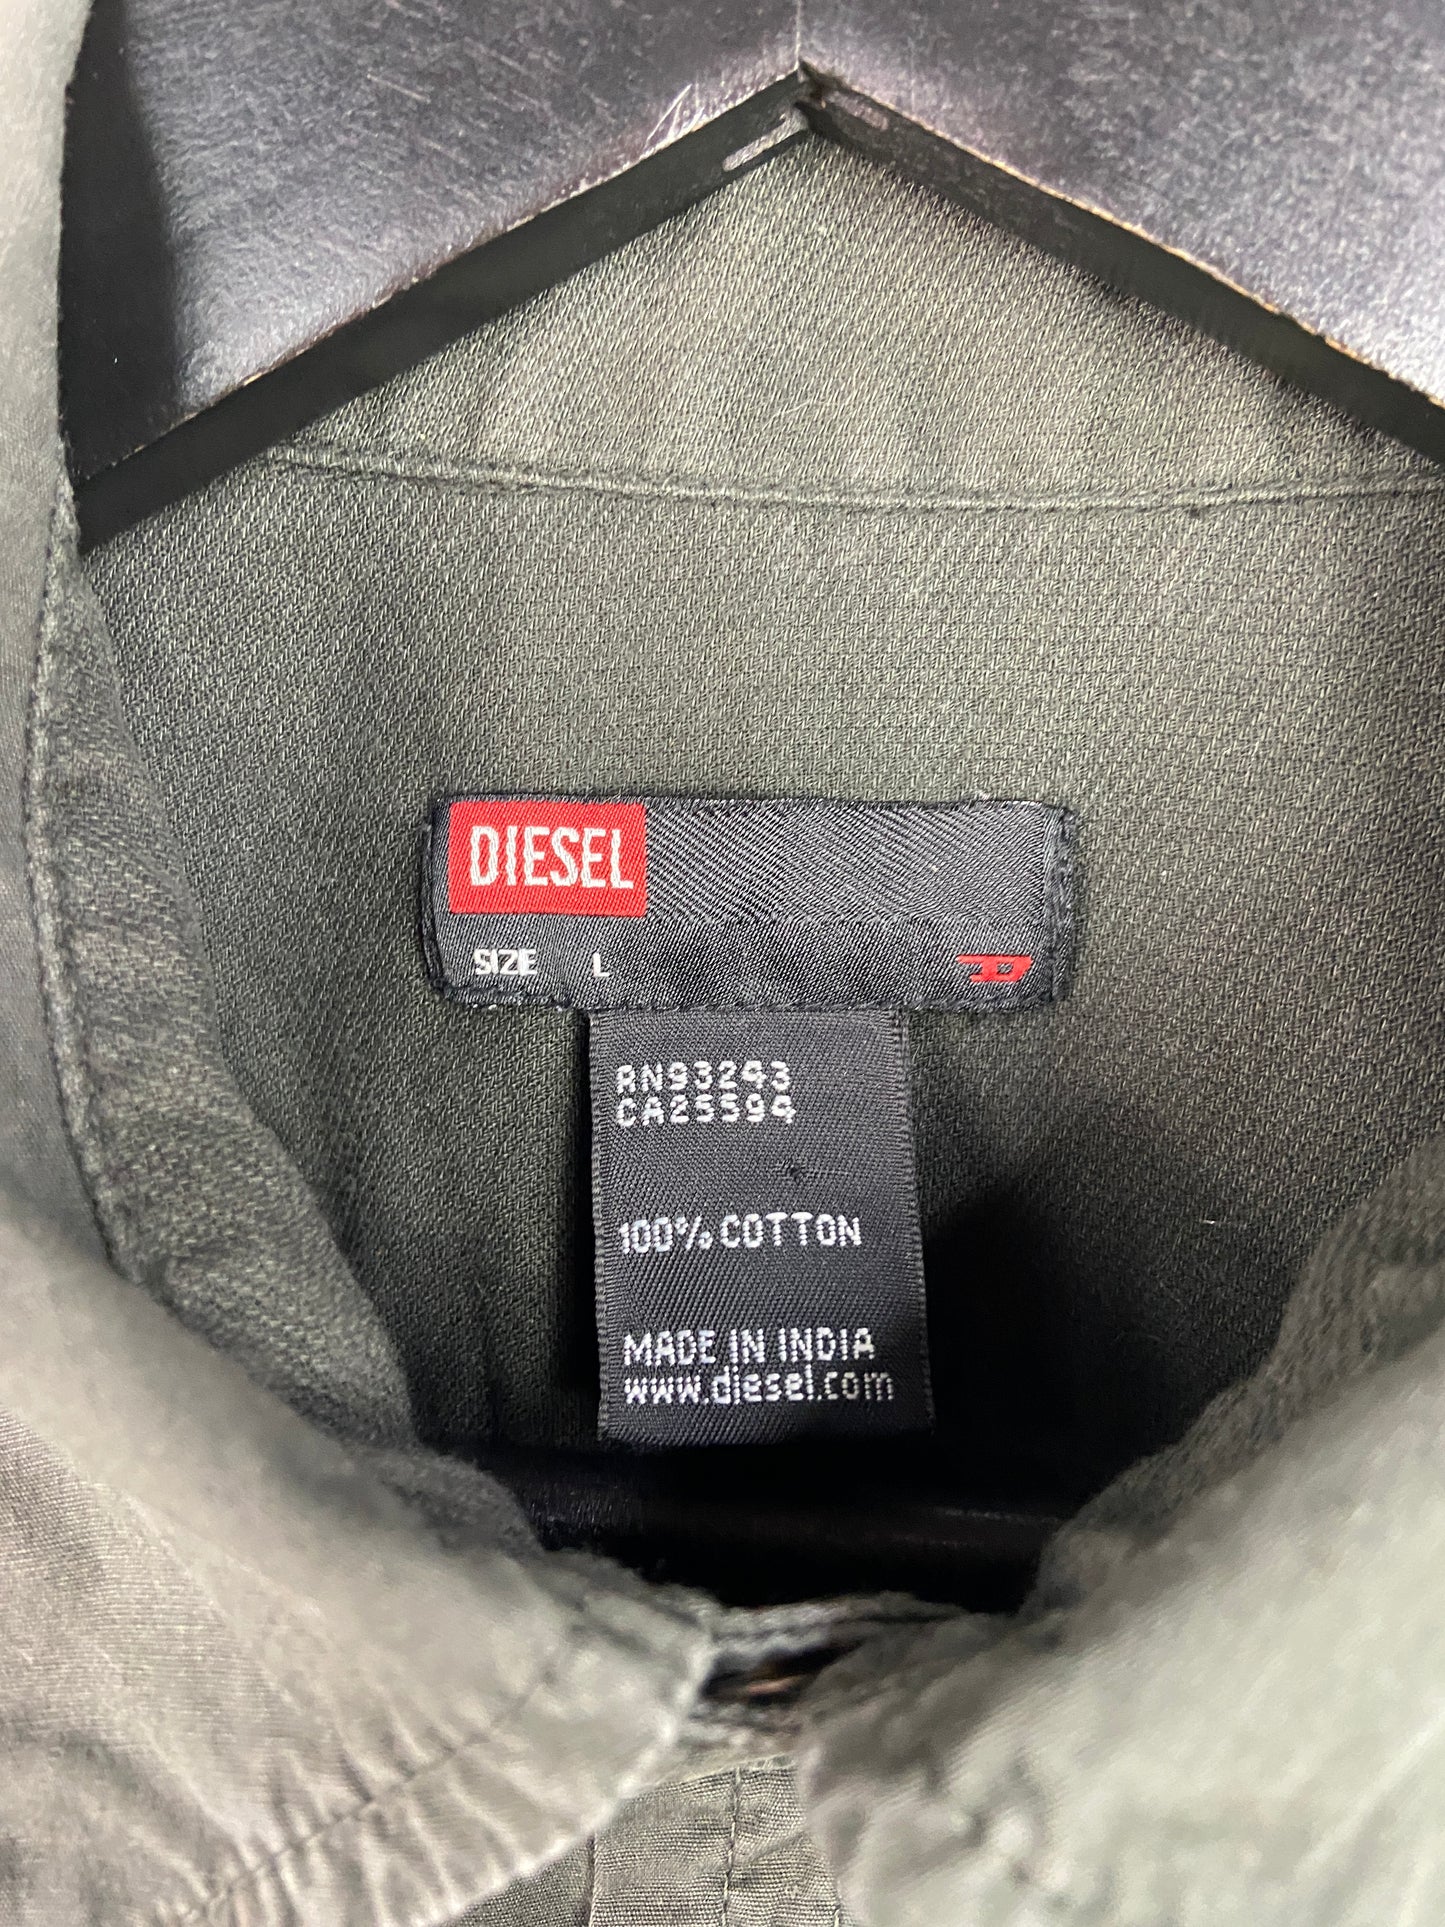 DIESEL
SIZE L
D
RN93243
CA25594
100% COTTON
MADE IN INDIA
www.diesel.com